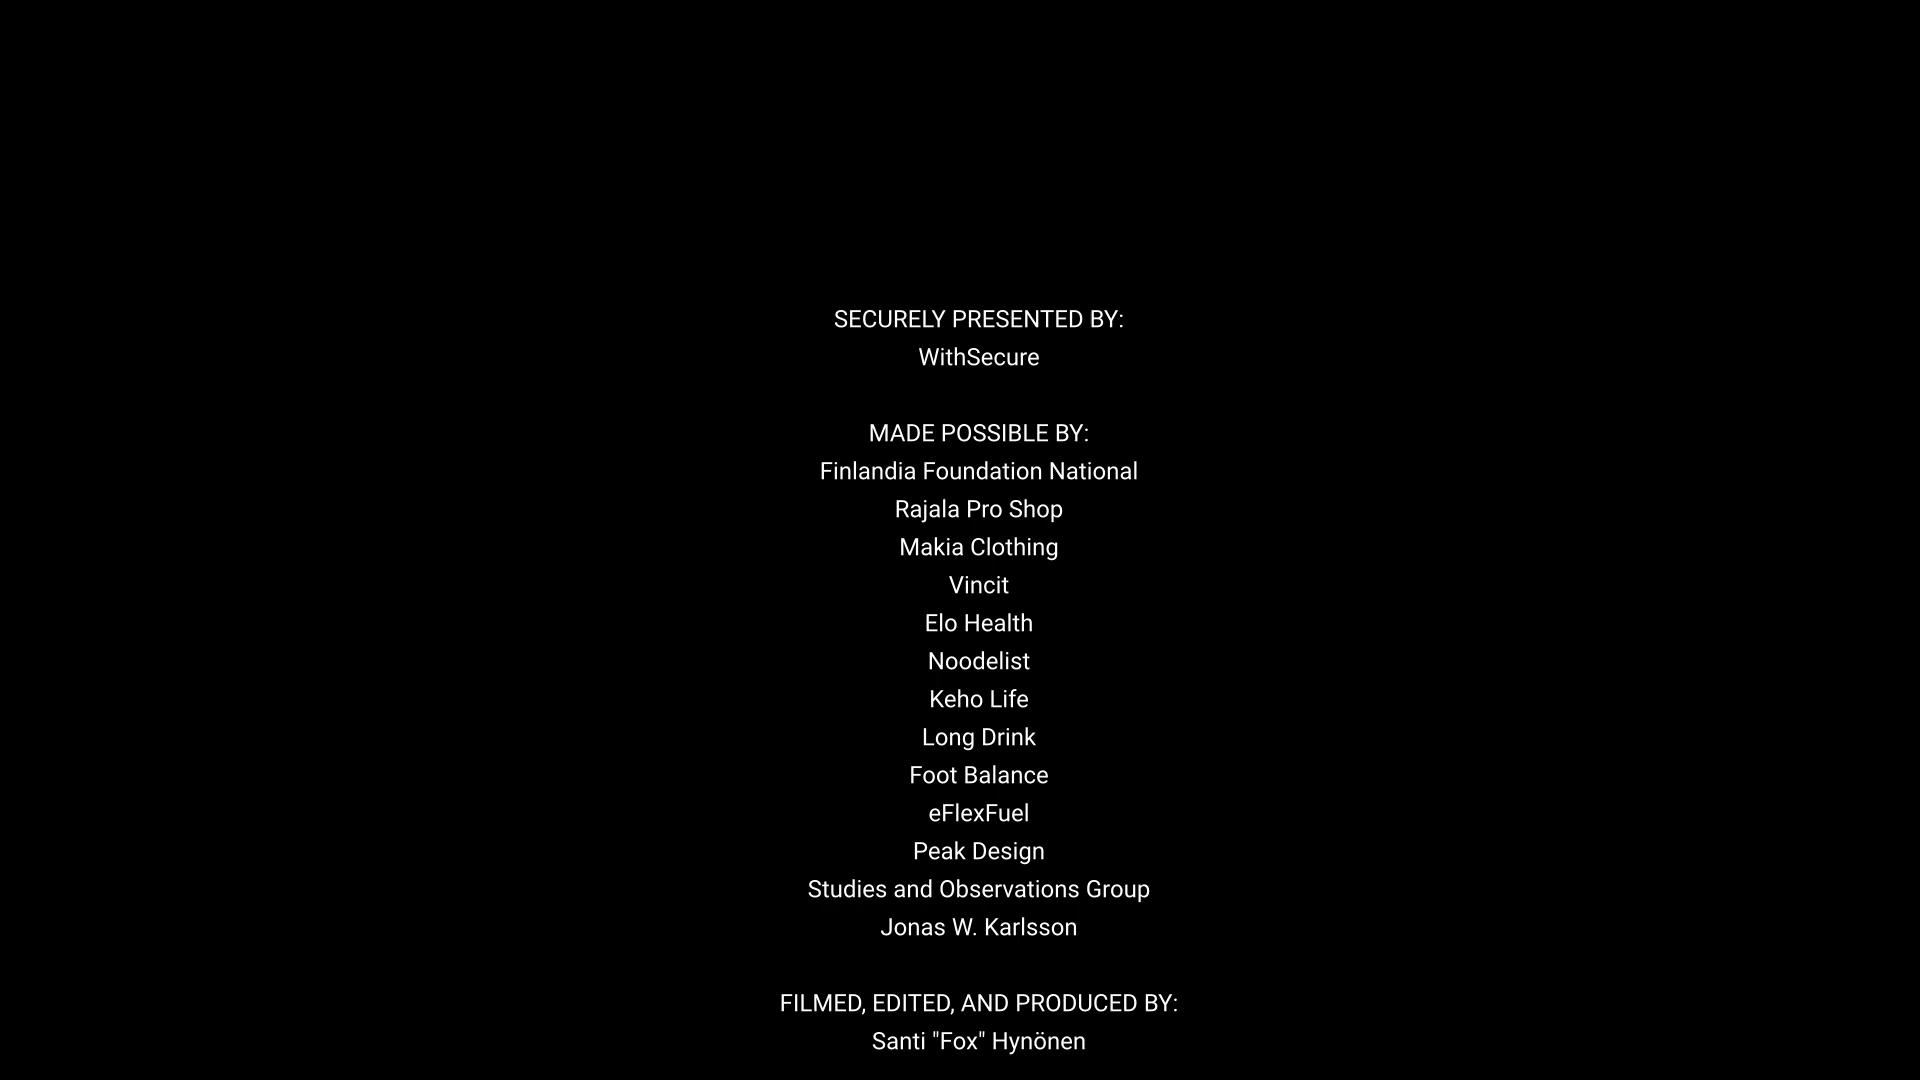 SECURELY PRESENTED BY:
WithSecure
MADE POSSIBLE BY:
Finlandia Foundation National
Rajala Pro Shop
Makia Clothing
Vincit
Elo Health
Noodelist
Keho Life
Long Drink
Foot Balance
eFlexFuel
Peak Design
Studies and Observations Group
Jonas W. Karlsson
FILMED, EDITED, AND PRODUCED BY:
Santi "Fox" Hynönen